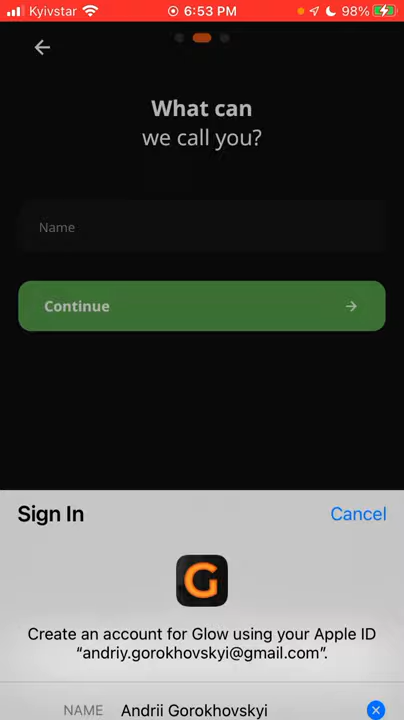 Kyivstar 6:53 PM 98%
What can
we call you?
Name
Continue
Sign In Cancel
G
Create an account for Glow using your Apple ID
“andriy.gorokhovskyi@gmail.com”.
NAME Andrii Gorokhovskyi